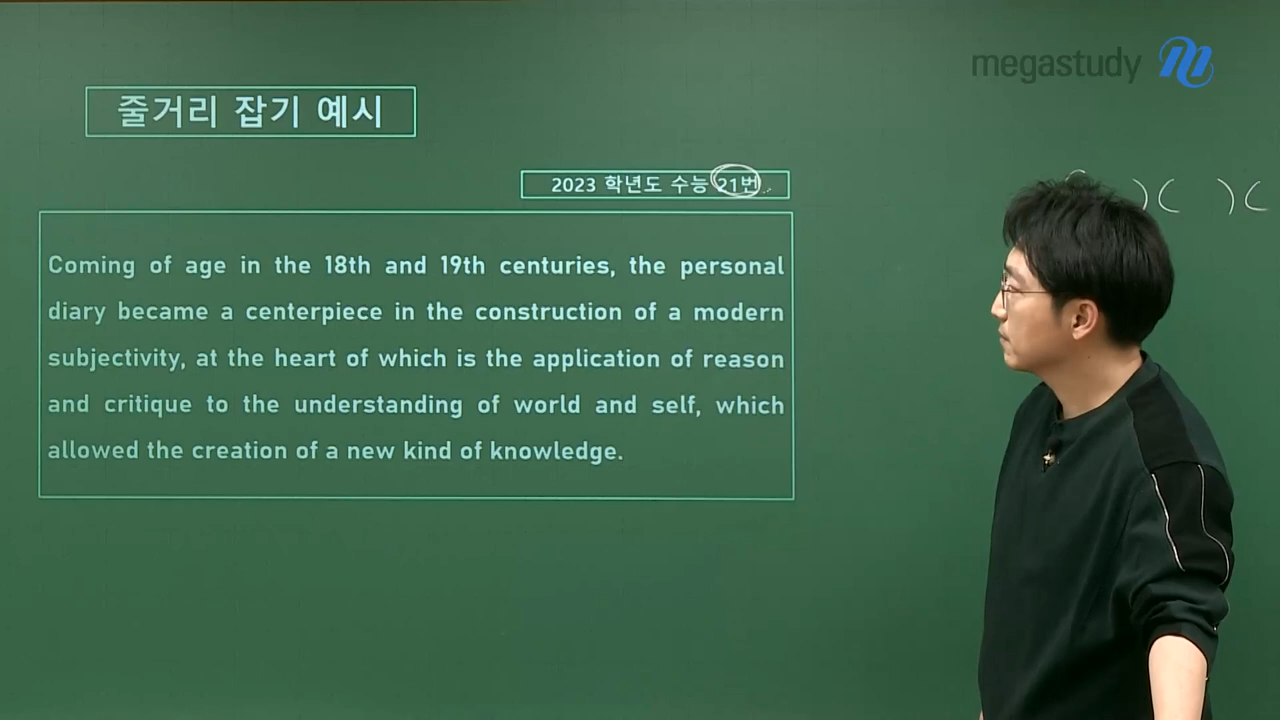 megastudy
줄거리 잡기 예시
2023 학년도 수능 21번
Coming of age in the 18th and 19th centuries, the personal
diary became a centerpiece in the construction of a modern
subjectivity, at the heart of which is the application of reason
and critique to the understanding of world and self, which
allowed the creation of a new kind of knowledge.